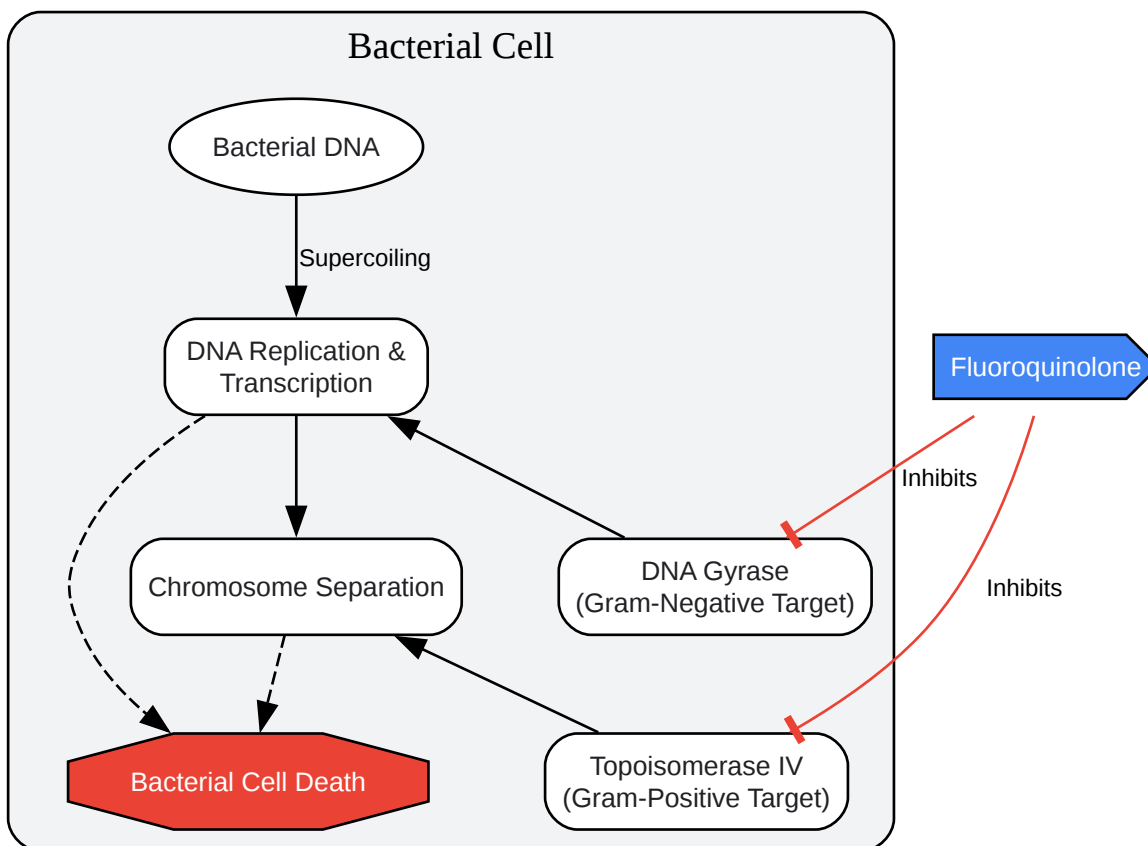 Bacterial Cell
Bacterial DNA
Supercoiling
DNA Replication &
Transcription
Fluoroquinolone
Inhibits
Chromosome Separation
DNA Gyrase
(Gram-Negative Target)
Inhibits
Bacterial Cell Death
Topoisomerase IV
(Gram-Positive Target)